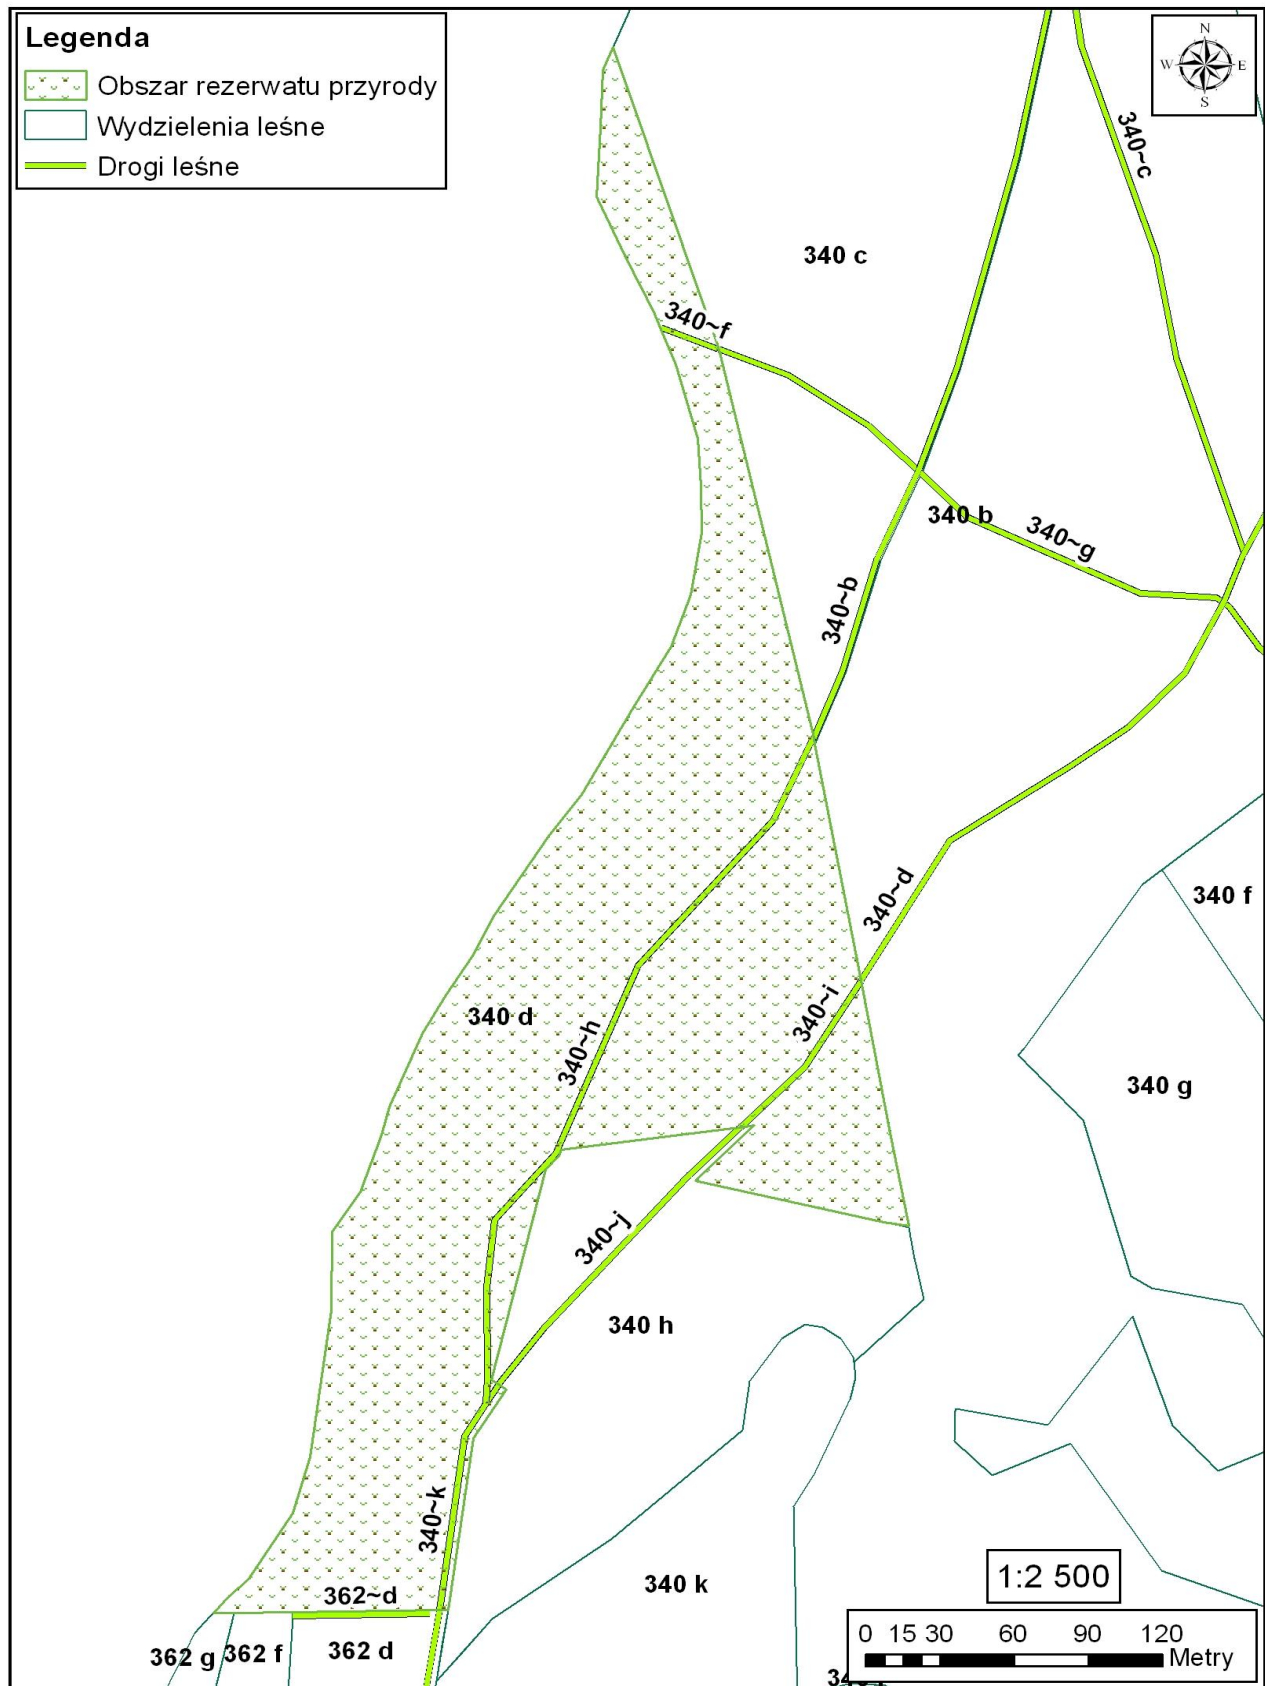 Legenda
Obszar rezerwatu przyrody
Wydzielenia leśne
Drogi leśne
N
W E
S
340~c
340 c
340~f
340 b
340~g
340~b
340~d
340 f
340 d
340~h
340~i
340 g
340~j
340 h
340~k
1:2 500
340 k
362~d
362 g
362 f
362 d
0 15 30 60 90 120
Metry